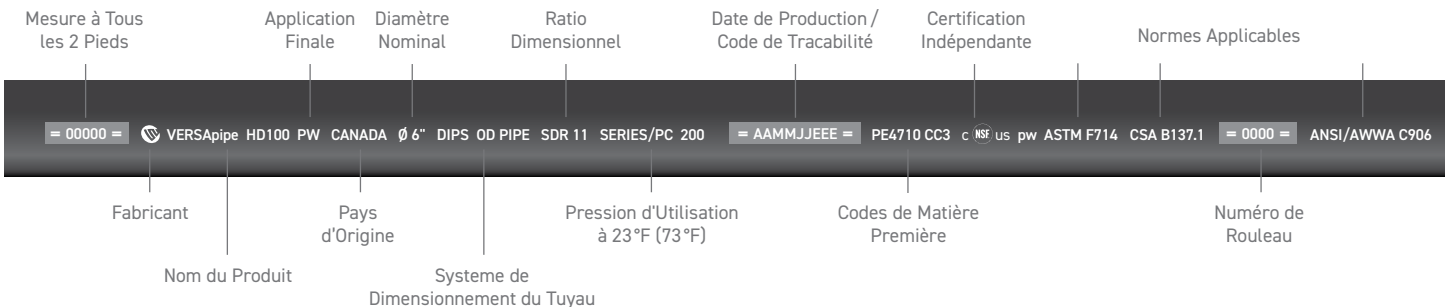 Mesure à Tous
les 2 Pieds
Application
Finale
Diamètre
Nominal
Ratio
Dimensionnel
Date de Production /
Code de Tracabilité
Certification
Indépendante
Normes Applicables
= 00000 = VERSApipe HD100 PW CANADA Ø 6" DIPS OD PIPE SDR 11 SERIES/PC 200 = AAMMJJEEE = PE4710 CC3 c NSF us pw ASTM F714 CSA B137.1 = 0000 = ANSI/AWWA C906
Fabricant
Pays
d'Origine
Pression d'Utilisation
à 23°F (73°F)
Codes de Matière
Première
Numéro de
Rouleau
Nom du Produit
Systeme de
Dimensionnement du Tuyau